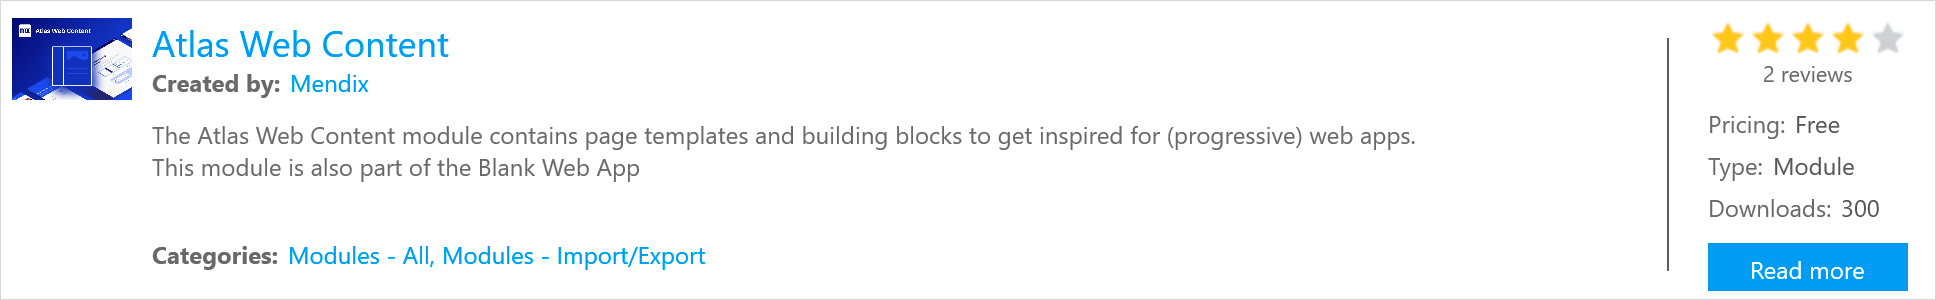 mx Atlas Web Content
Atlas Web Content
Created by: Mendix
The Atlas Web Content module contains page templates and building blocks to get inspired for (progressive) web apps.
This module is also part of the Blank Web App
Categories: Modules - All, Modules - Import/Export
2 reviews
Pricing: Free
Type: Module
Downloads: 300
Read more